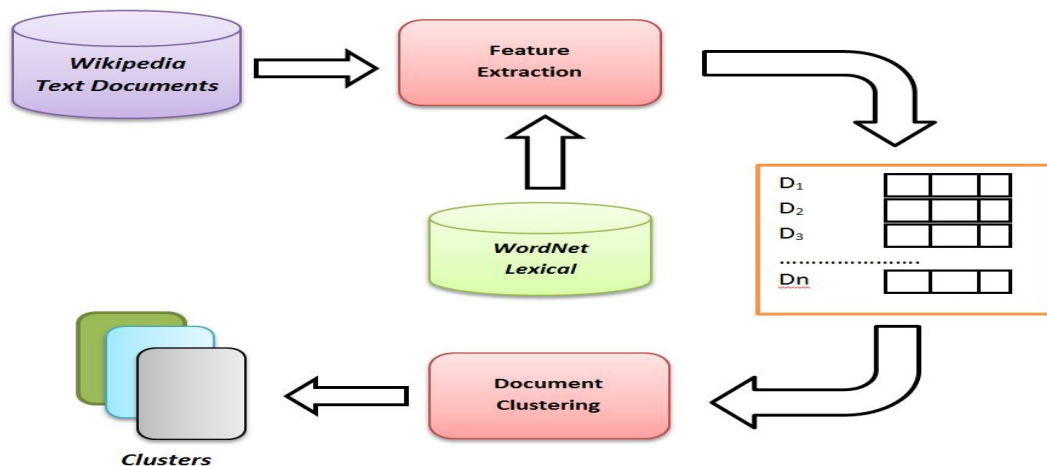 Wikipedia
Text Documents
Feature
Extraction
WordNet
Lexical
D₁
D₂
D₃
.....................
Dn
Document
Clustering
Clusters